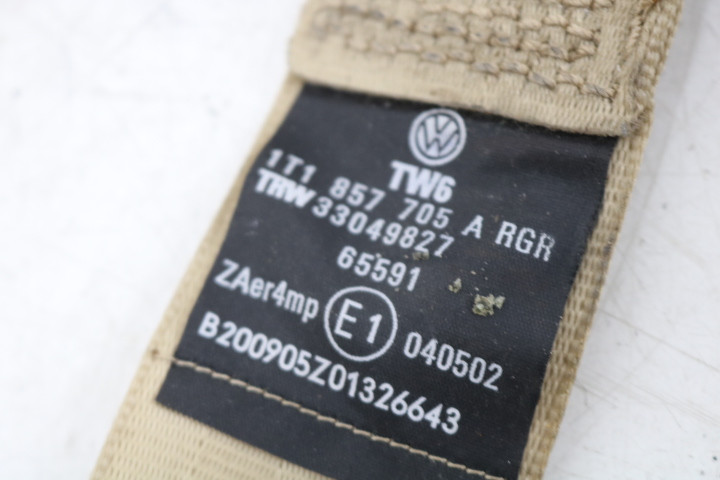 TW6
1T1 857 705 A RGR
TRW 33049827
65591
ZAer4mp E1 040502
B200905Z01326643